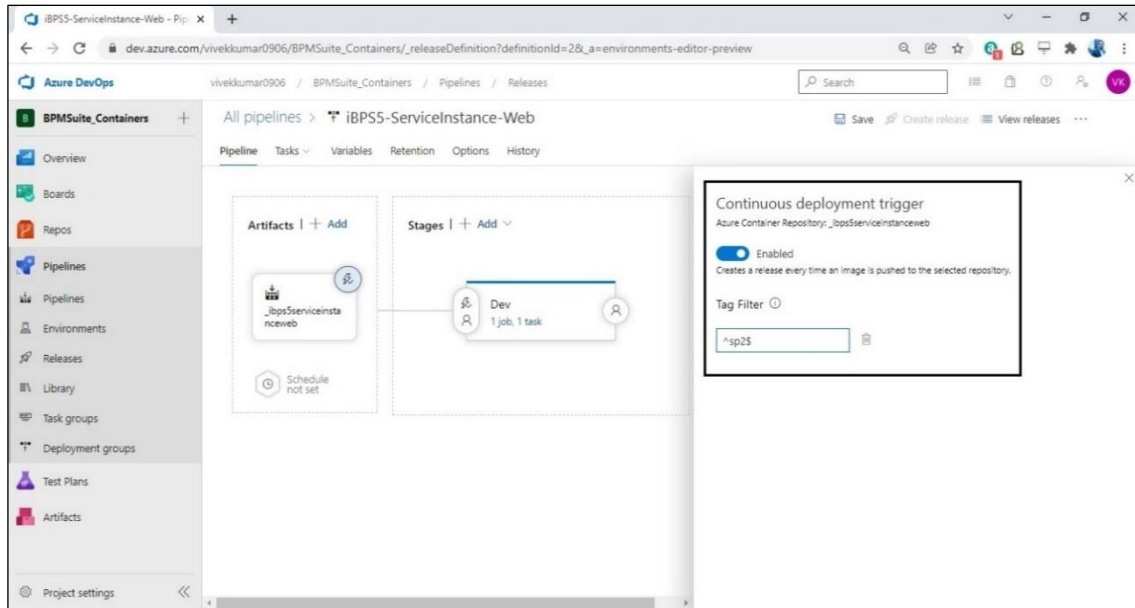 iBPS5-ServiceInstance-Web - Pip
dev.azure.com/vivekkumar0906/BPMSuite_Containers/_releaseDefinition?definitionId=2&_a=environments-editor-preview
Azure DevOps
vivekkumar0906 / BPMSuite_Containers / Pipelines / Releases
Search
VK
B BPMSuite_Containers
All pipelines > iBPS5-ServiceInstance-Web
Save Create release View releases ...
Overview
Boards
Repos
Pipelines
Pipelines
Environments
Releases
Library
Task groups
Deployment groups
Test Plans
Artifacts
Project settings
Pipeline Tasks Variables Retention Options History
Artifacts | + Add
_ibps5serviceinsta
nceweb
Schedule
not set
Stages | + Add
Dev
1 job, 1 task
Continuous deployment trigger
Azure Container Repository: _ibps5serviceinstanceweb
Enabled
Creates a release every time an image is pushed to the selected repository.
Tag Filter
^sp2$